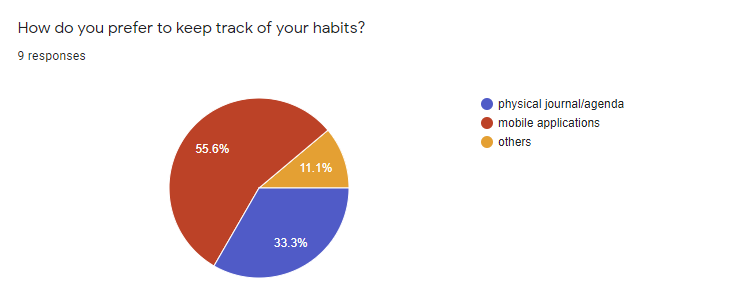 How do you prefer to keep track of your habits?
9 responses
physical journal/agenda
mobile applications
others
55.6%
11.1%
33.3%